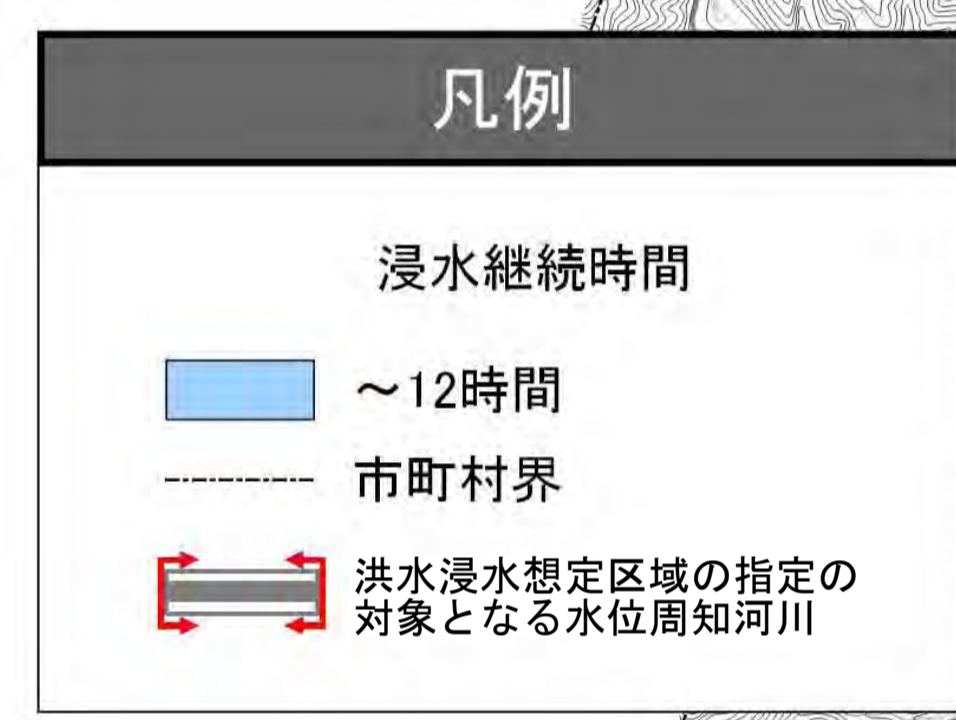 凡例
浸水継続時間
～12時間
市町村界
洪水浸水想定区域の指定の
対象となる水位周知河川